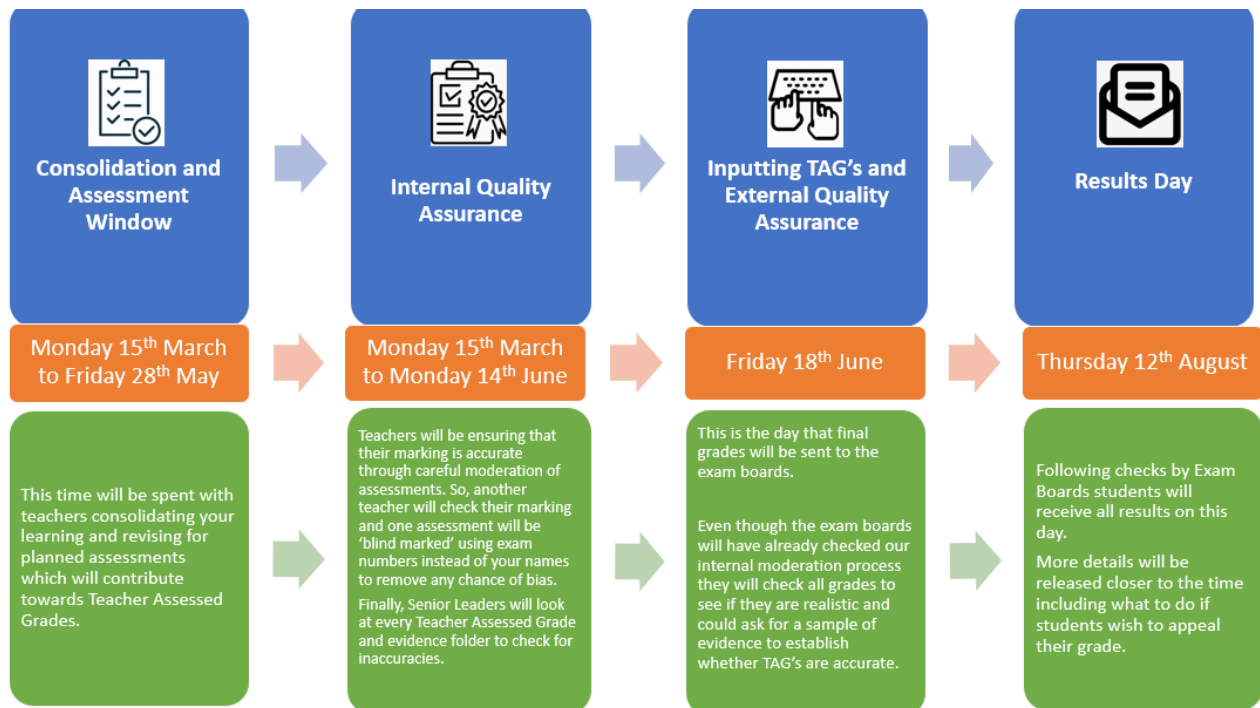 Consolidation and
Assessment
Window
Internal Quality
Assurance
Inputting TAG's and
External Quality
Assurance
Results Day
Monday 15th March
to Friday 28th May
Monday 15th March
to Monday 14th June
Friday 18th June
Thursday 12th August
This time will be spent with
teachers consolidating your
learning and revising for
planned assessments
which will contribute
towards Teacher Assessed
Grades.
Teachers will be ensuring that
their marking is accurate
through careful moderation of
assessments. So, another
teacher will check their marking
and one assessment will be
'blind marked' using exam
numbers instead of your names
to remove any chance of bias.
Finally, Senior Leaders will look
at every Teacher Assessed Grade
and evidence folder to check for
inaccuracies.
This is the day that final
grades will be sent to the
exam boards.
Even though the exam boards
will have already checked our
internal moderation process
they will check all grades to
see if they are realistic and
could ask for a sample of
evidence to establish
whether TAG's are accurate.
Following checks by Exam
Boards students will
receive all results on this
day.
More details will be
released closer to the time
including what to do if
students wish to appeal
their grade.